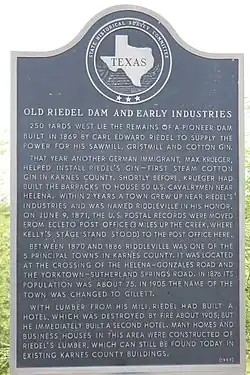 STATE HISTORICAL SURVEY COMMITTEE
TEXAS
OLD RIEDEL DAM AND EARLY INDUSTRIES
250 YARDS WEST LIE THE REMAINS OF A PIONEER DAM
BUILT IN 1869 BY CARL EDWARD RIEDEL TO SUPPLY THE
POWER FOR HIS SAWMILL, GRISTMILL AND COTTON GIN.
THAT YEAR ANOTHER GERMAN IMMIGRANT, MAX KRUEGER,
HELPED INSTALL RIEDEL'S GIN—FIRST STEAM COTTON
GIN IN KARNES COUNTY. SHORTLY BEFORE, KRUEGER HAD
BUILT THE BARRACKS TO HOUSE 50 U.S. CAVALRYMEN NEAR
HELENA. WITHIN 2 YEARS A TOWN GREW UP NEAR RIEDEL'S
INDUSTRIES AND WAS NAMED RIDDLEVILLE IN HIS HONOR.
ON JUNE 9, 1871, THE U.S. POSTAL RECORDS WERE MOVED
FROM ECLETO POST OFFICE (3 MILES UP THE CREEK, WHERE
KELLY'S STAGE STAND STOOD) TO THE POST OFFICE HERE.
BETWEEN 1870 AND 1886 RIDDLEVILLE WAS ONE OF THE
5 PRINCIPAL TOWNS IN KARNES COUNTY. IT WAS LOCATED
AT THE CROSSING OF THE HELENA-GONZALES ROAD AND
THE YORKTOWN-SUTHERLAND SPRINGS ROAD. IN 1876 ITS
POPULATION WAS ABOUT 75. IN 1905 THE NAME OF THE
TOWN WAS CHANGED TO GILLETT.
WITH LUMBER FROM HIS MILL, RIEDEL HAD BUILT A
HOTEL, WHICH WAS DESTROYED BY FIRE ABOUT 1905; BUT
HE IMMEDIATELY BUILT A SECOND HOTEL. MANY HOMES AND
BUSINESS HOUSES IN THIS AREA WERE CONSTRUCTED OF
RIEDEL'S LUMBER, WHICH CAN STILL BE FOUND TODAY IN
EXISTING KARNES COUNTY BUILDINGS.